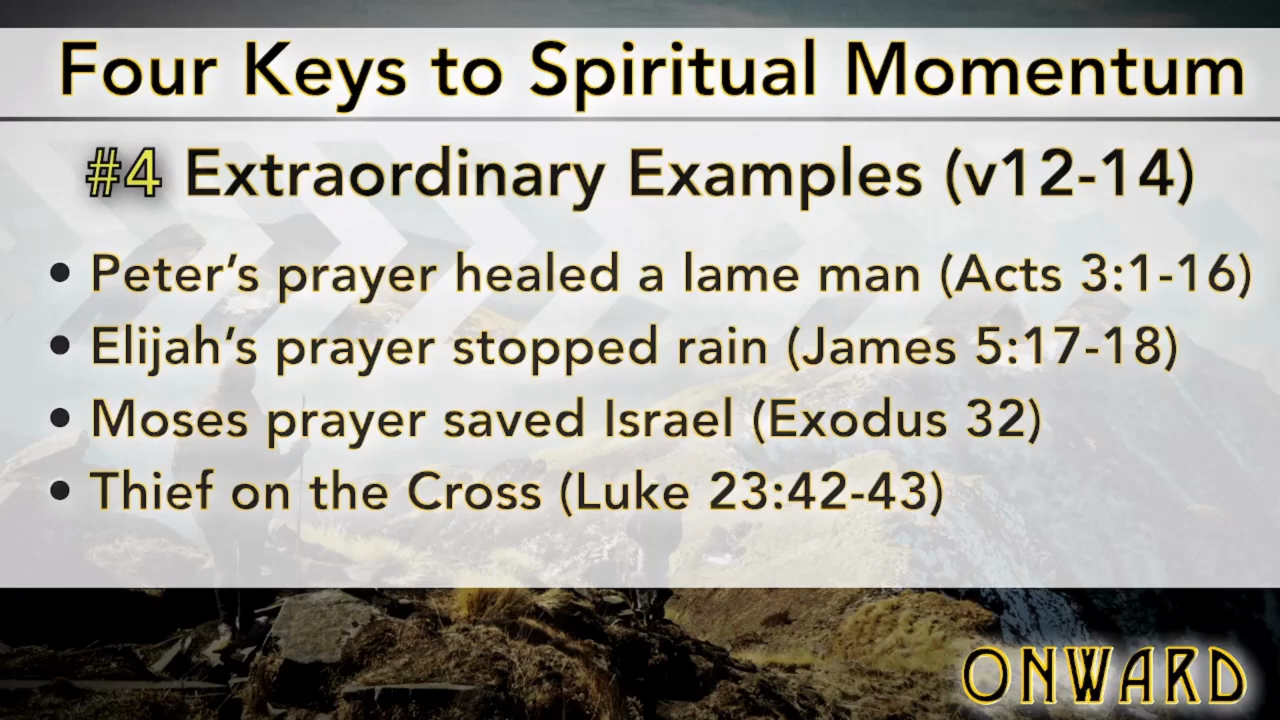 Four Keys to Spiritual Momentum
#4 Extraordinary Examples (v12-14)
• Peter’s prayer healed a lame man (Acts 3:1-16)
• Elijah’s prayer stopped rain (James 5:17-18)
• Moses prayer saved Israel (Exodus 32)
• Thief on the Cross (Luke 23:42-43)
ONWARD